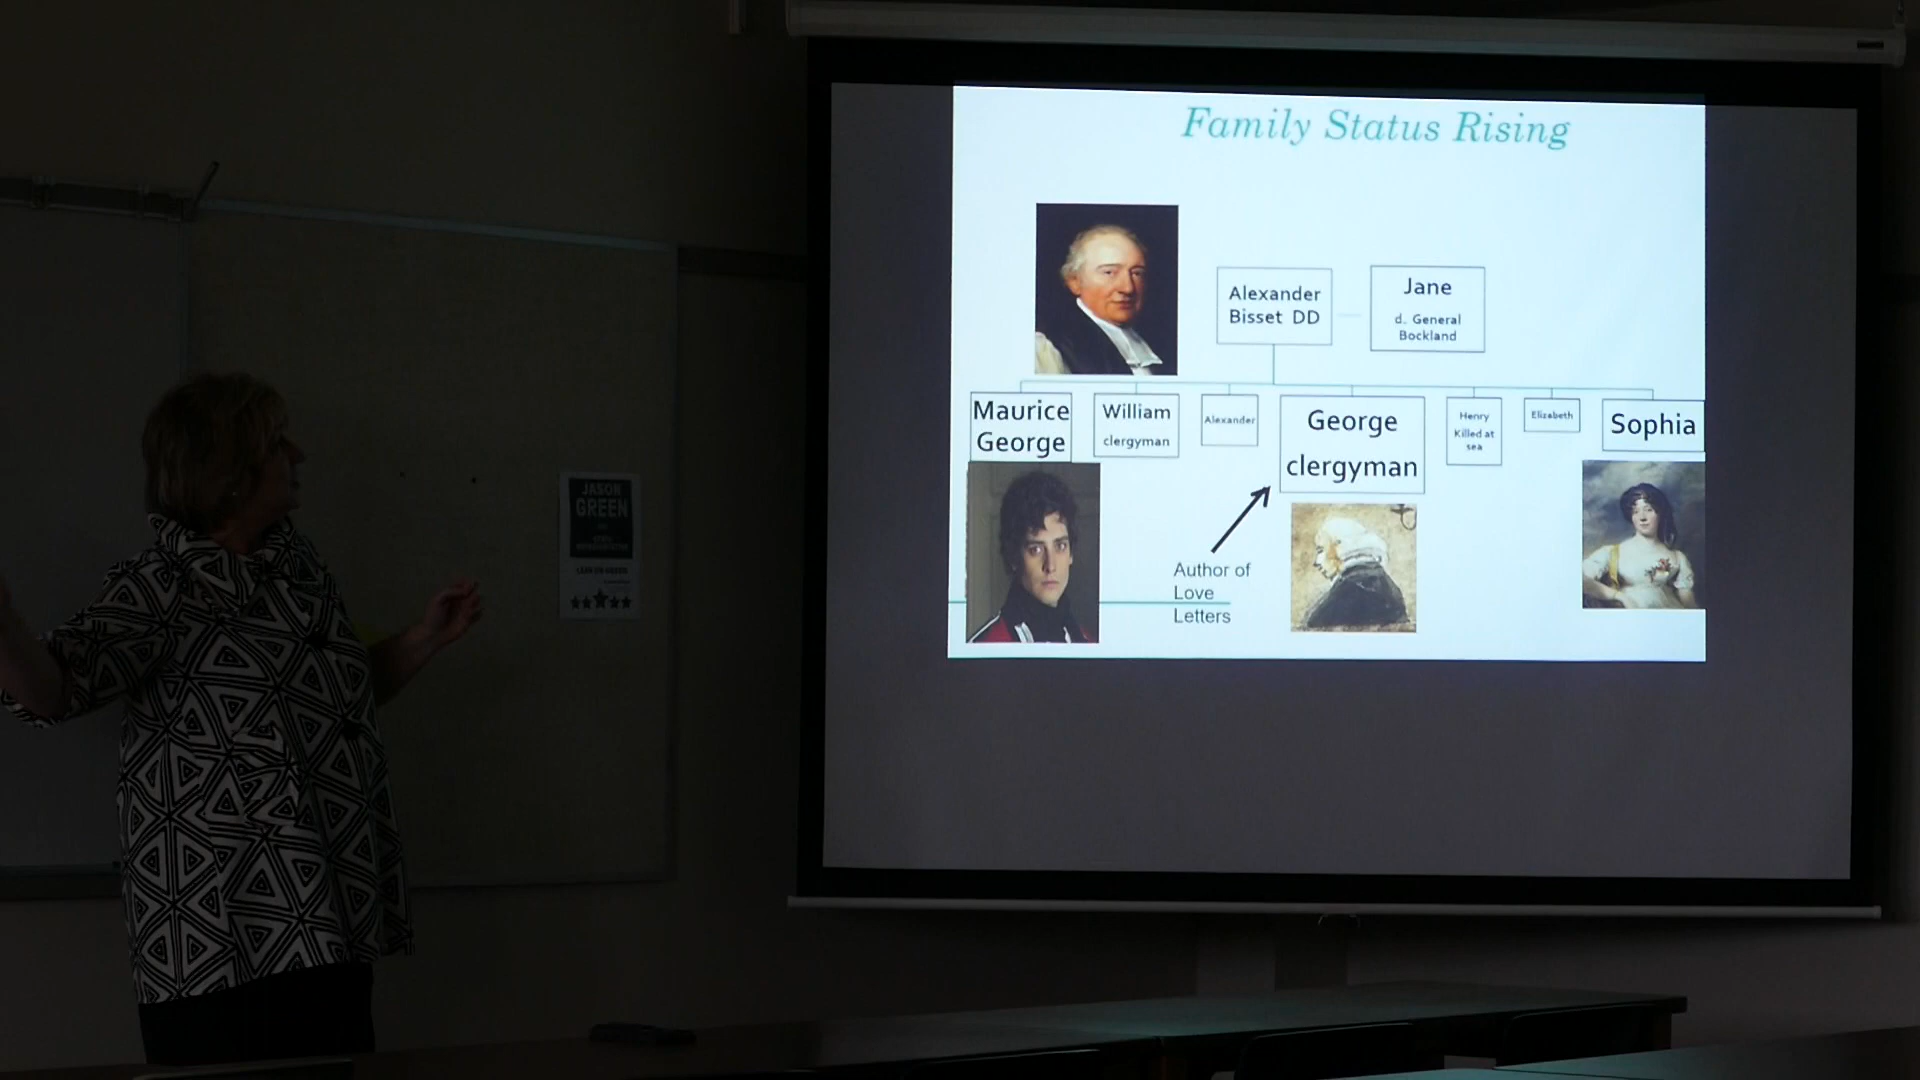 Family Status Rising
Alexander
Bisset DD
Jane
d. General
Bockland
Maurice
George
William
clergyman
Alexander
George
clergyman
Henry
Killed at
sea
Elizabeth
Sophia
Author of
Love
Letters
JASON
GREEN